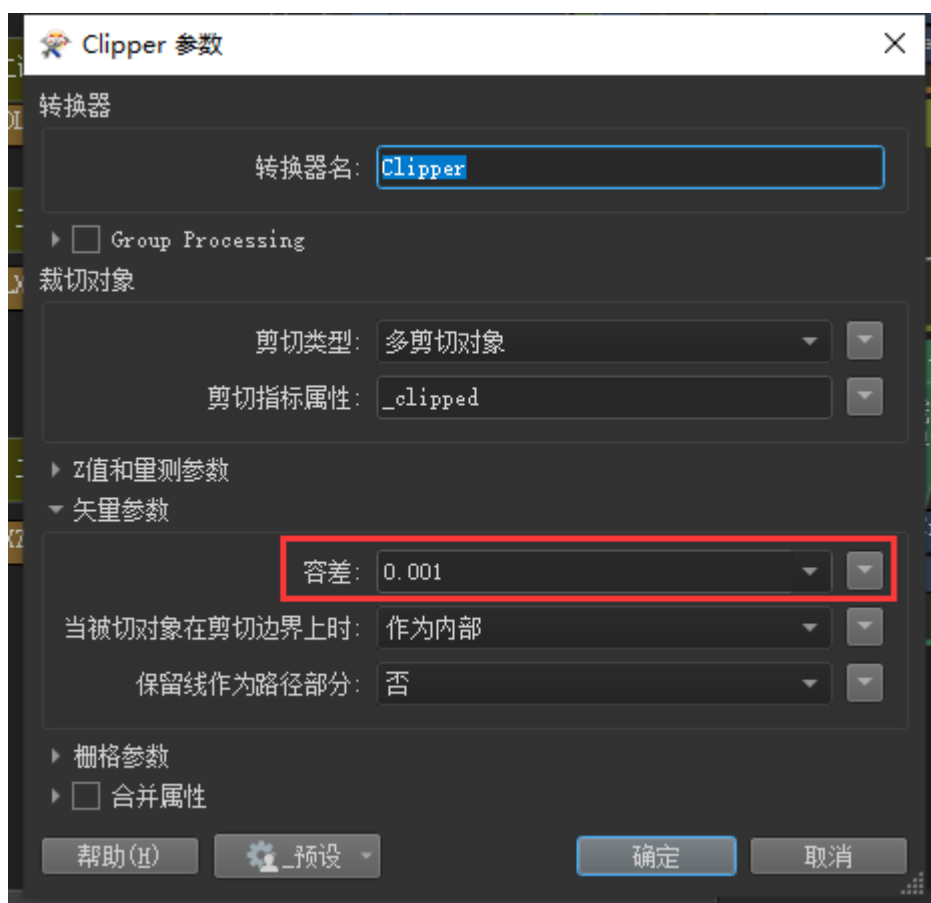 Clipper 参数
转换器
转换器名: Clipper
Group Processing
裁切对象
剪切类型: 多剪切对象
剪切指标属性: _clipped
Z值和量测参数
矢量参数
容差: 0.001
当被切对象在剪切边界上时: 作为内部
保留线作为路径部分: 否
栅格参数
合并属性
帮助(H) _预设 确定 取消